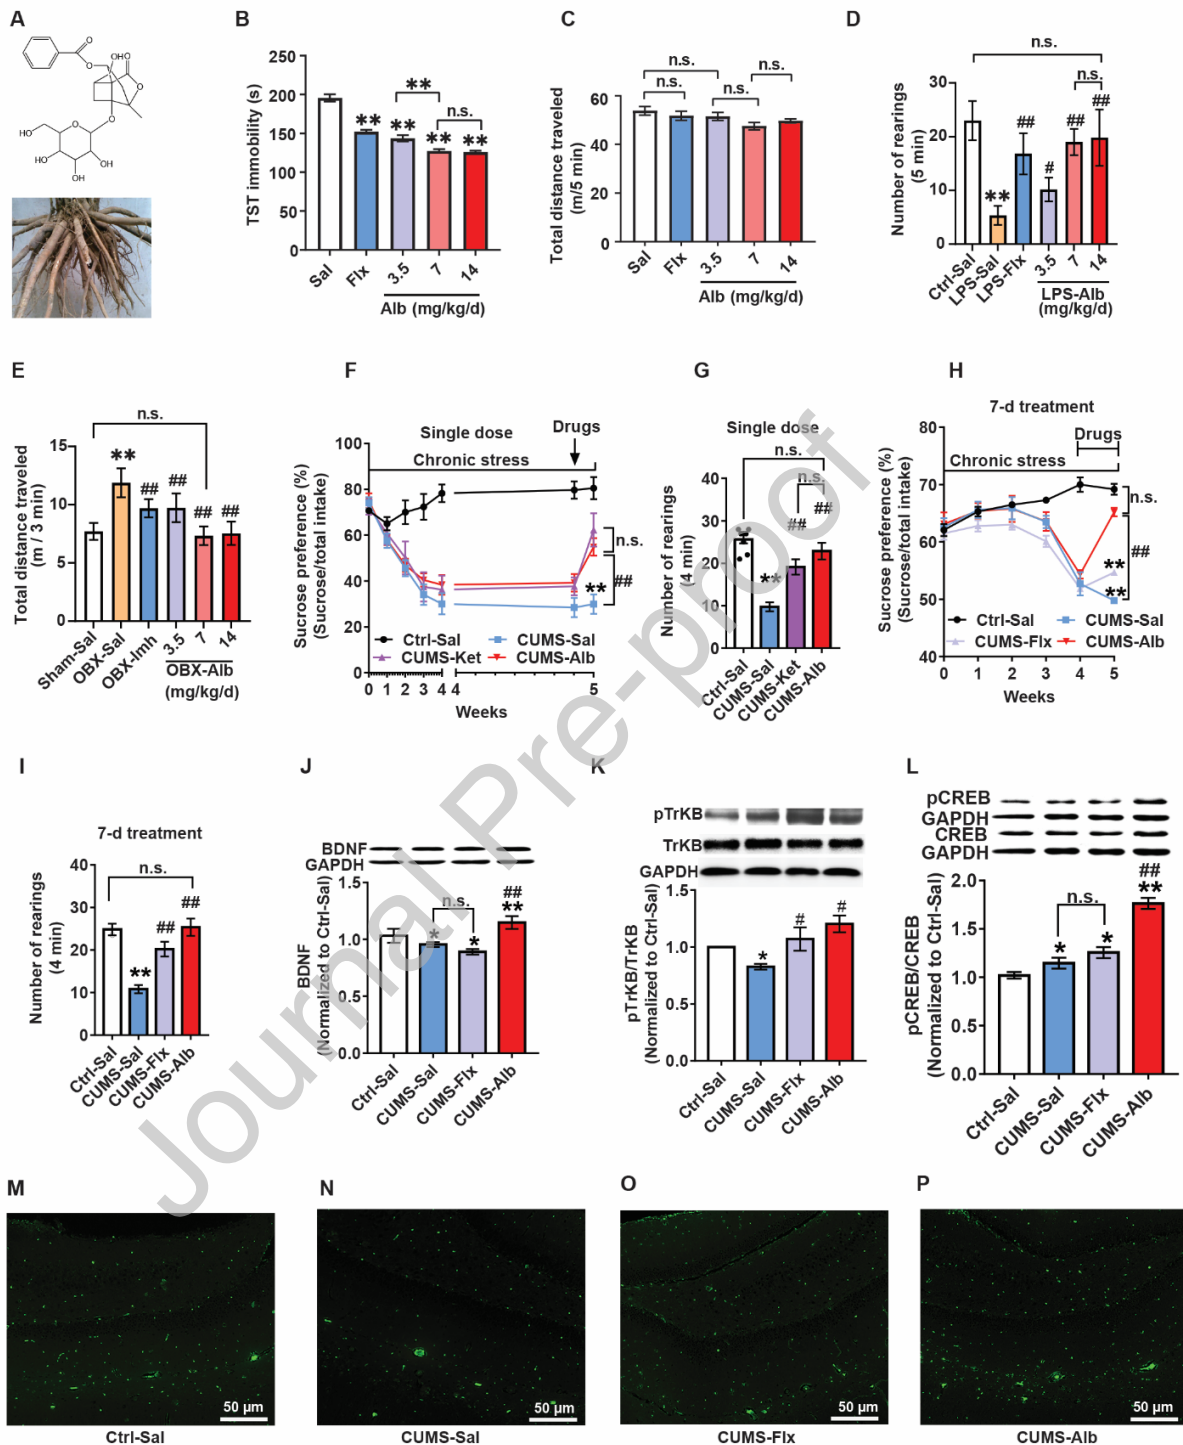 A
O
O
OH
O
O
O
O
HO
HO
OH
OH
B
TST immobility (s)
250
200
150
100
50
0
**
**
**
**
**
n.s.
Sal
Flx
3.5
7
14
Alb (mg/kg/d)
C
Total distance traveled
(m/5 min)
60
40
20
0
n.s.
n.s.
n.s.
n.s.
Sal
Flx
3.5
7
14
Alb (mg/kg/d)
D
Number of rearings
(5 min)
30
20
10
0
n.s.
n.s.
**
##
#
##
##
Ctrl-Sal
LPS-Sal
LPS-Flx
3.5
7
14
LPS-Alb
(mg/kg/d)
E
Total distance traveled
(m / 3 min)
15
10
5
0
n.s.
**
##
##
##
##
Sham-Sal
OBX-Sal
OBX-Imh
3.5
7
14
OBX-Alb
(mg/kg/d)
F
Sucrose preference (%)
(Sucrose/total intake)
100
80
60
40
20
0
Single dose
Drugs
Chronic stress
n.s.
##
**
Ctrl-Sal
CUMS-Sal
CUMS-Ket
CUMS-Alb
0 1 2 3 4 4 5
Weeks
G
Single dose
Number of rearings
(4 min)
40
30
20
10
0
n.s.
n.s.
**
##
##
Ctrl-Sal
CUMS-Sal
CUMS-Ket
CUMS-Alb
H
7-d treatment
Sucrose preference (%)
(Sucrose/total intake)
80
70
60
50
40
Drugs
Chronic stress
n.s.
##
**
**
Ctrl-Sal
CUMS-Sal
CUMS-Flx
CUMS-Alb
0 1 2 3 4 5
Weeks
I
7-d treatment
Number of rearings
(4 min)
40
30
20
10
0
n.s.
**
##
##
Ctrl-Sal
CUMS-Sal
CUMS-Flx
CUMS-Alb
J
BDNF
GAPDH
BDNF
(Normalized to Ctrl-Sal)
1.5
1.0
0.5
0.0
n.s.
*
*
##
**
Ctrl-Sal
CUMS-Sal
CUMS-Flx
CUMS-Alb
K
pTrKB
TrKB
GAPDH
pTrKB/TrKB
(Normalized to Ctrl-Sal)
1.5
1.0
0.5
0.0
*
#
#
Ctrl-Sal
CUMS-Sal
CUMS-Flx
CUMS-Alb
L
pCREB
GAPDH
CREB
GAPDH
pCREB/CREB
(Normalized to Ctrl-Sal)
2.0
1.5
1.0
0.5
0.0
n.s.
*
*
##
**
Ctrl-Sal
CUMS-Sal
CUMS-Flx
CUMS-Alb
M
50 µm
Ctrl-Sal
N
50 µm
CUMS-Sal
O
50 µm
CUMS-Flx
P
50 µm
CUMS-Alb
Journal Pre-proof